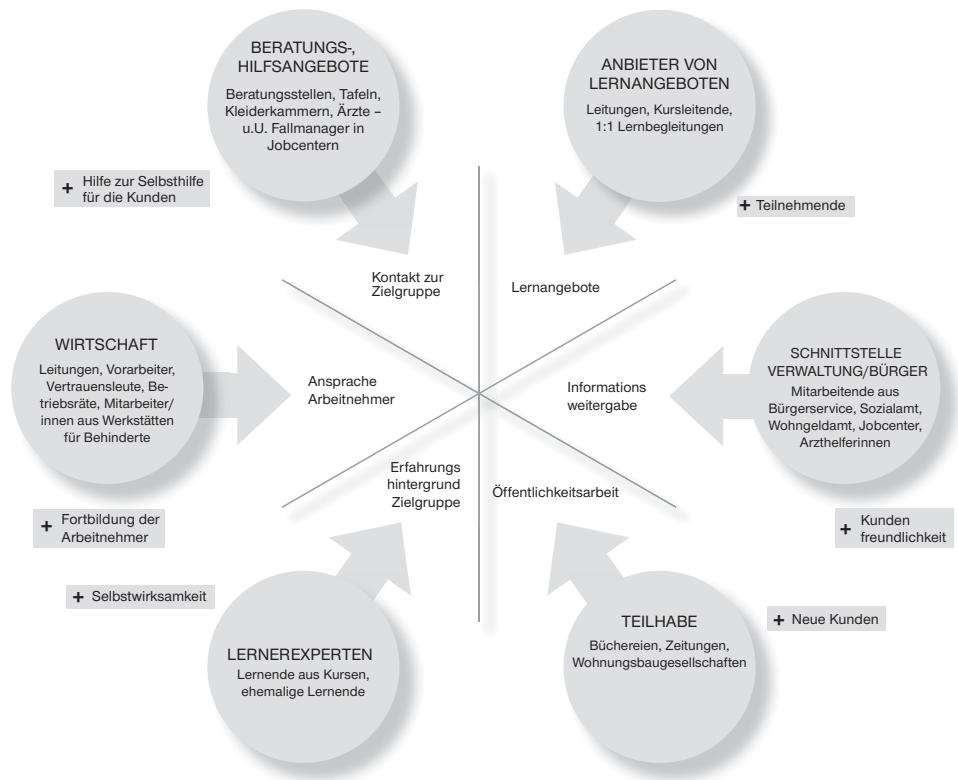 BERATUNGS-,
HILFSANGEBOTE
Beratungsstellen, Tafeln,
Kleiderkammern, Ärzte –
u.U. Fallmanager in
Jobcentern
ANBIETER VON
LERNANGEBOTEN
Leitungen, Kursleitende,
1:1 Lernbegleitungen
+ Hilfe zur Selbsthilfe
für die Kunden
+ Teilnehmende
Kontakt zur
Zielgruppe
Lernangebote
WIRTSCHAFT
Leitungen, Vorarbeiter,
Vertrauensleute, Be-
triebsräte, Mitarbeiter/
innen aus Werkstätten
für Behinderte
Ansprache
Arbeitnehmer
Informations
weitergabe
SCHNITTSTELLE
VERWALTUNG/BÜRGER
Mitarbeitende aus
Bürgerservice, Sozialamt,
Wohngeldamt, Jobcenter,
Arzthelferinnen
Erfahrungs
hintergrund
Zielgruppe
Öffentlichkeitsarbeit
+ Fortbildung der
Arbeitnehmer
+ Kunden
freundlichkeit
+ Selbstwirksamkeit
+ Neue Kunden
LERNEREXPERTEN
Lernende aus Kursen,
ehemalige Lernende
TEILHABE
Büchereien, Zeitungen,
Wohnungsbaugesellschaften